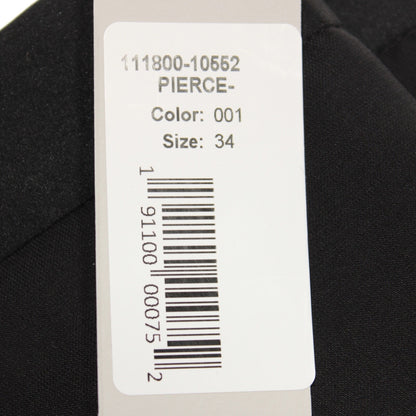 111800-10552
PIERCE-
Color: 001
Size: 34
1 91100 00075 2